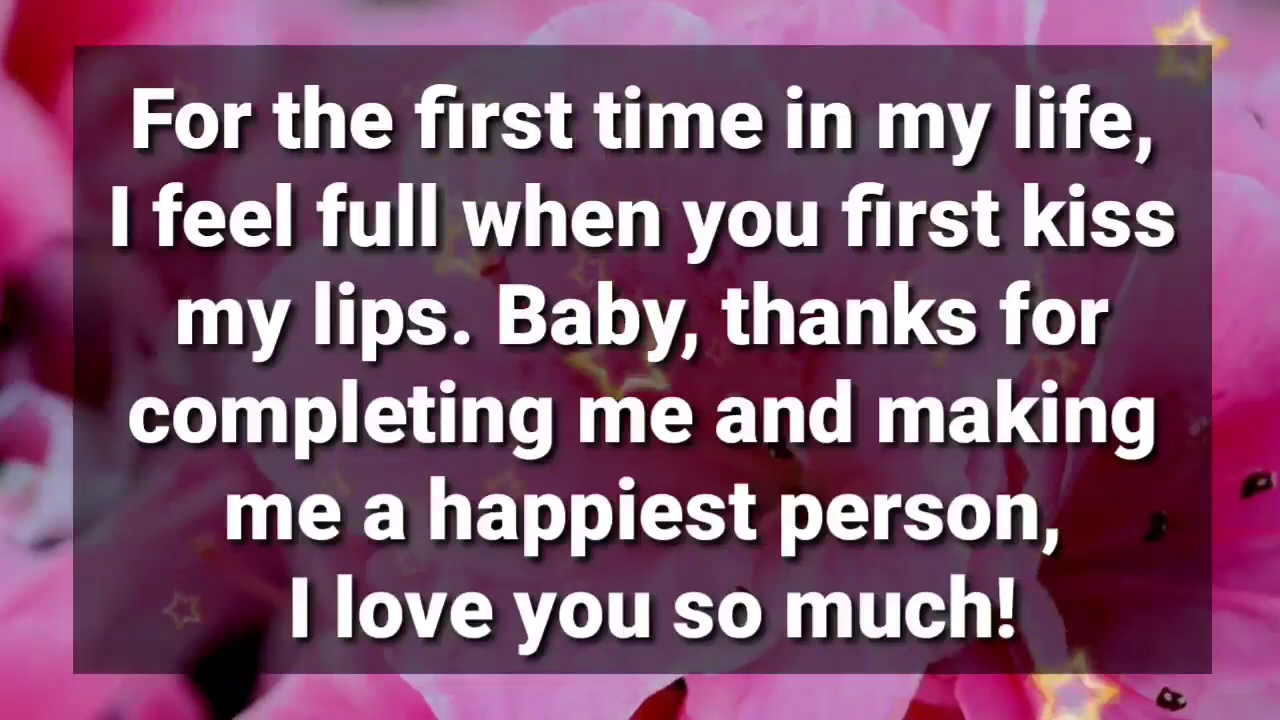 For the first time in my life,
I feel full when you first kiss
my lips. Baby, thanks for
completing me and making
me a happiest person,
I love you so much!